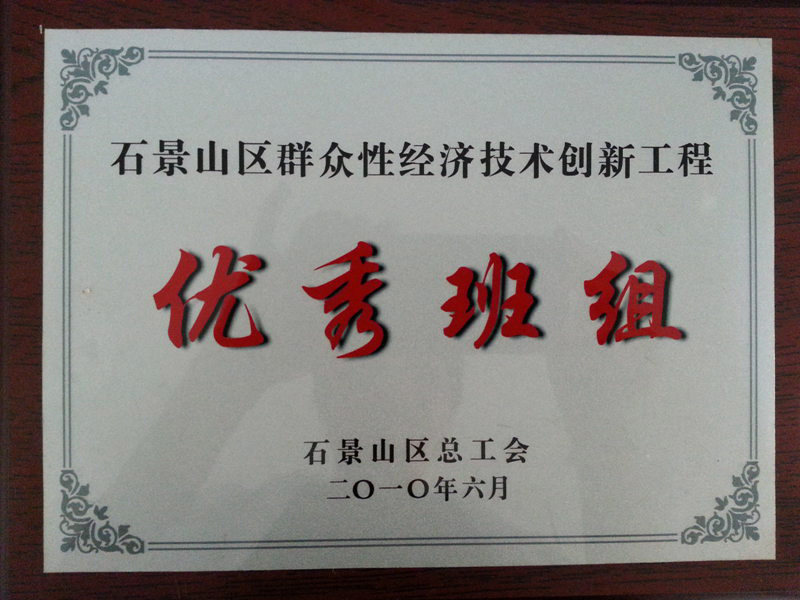 石景山区群众性经济技术创新工程
优秀班组
石景山区总工会
二〇一〇年六月